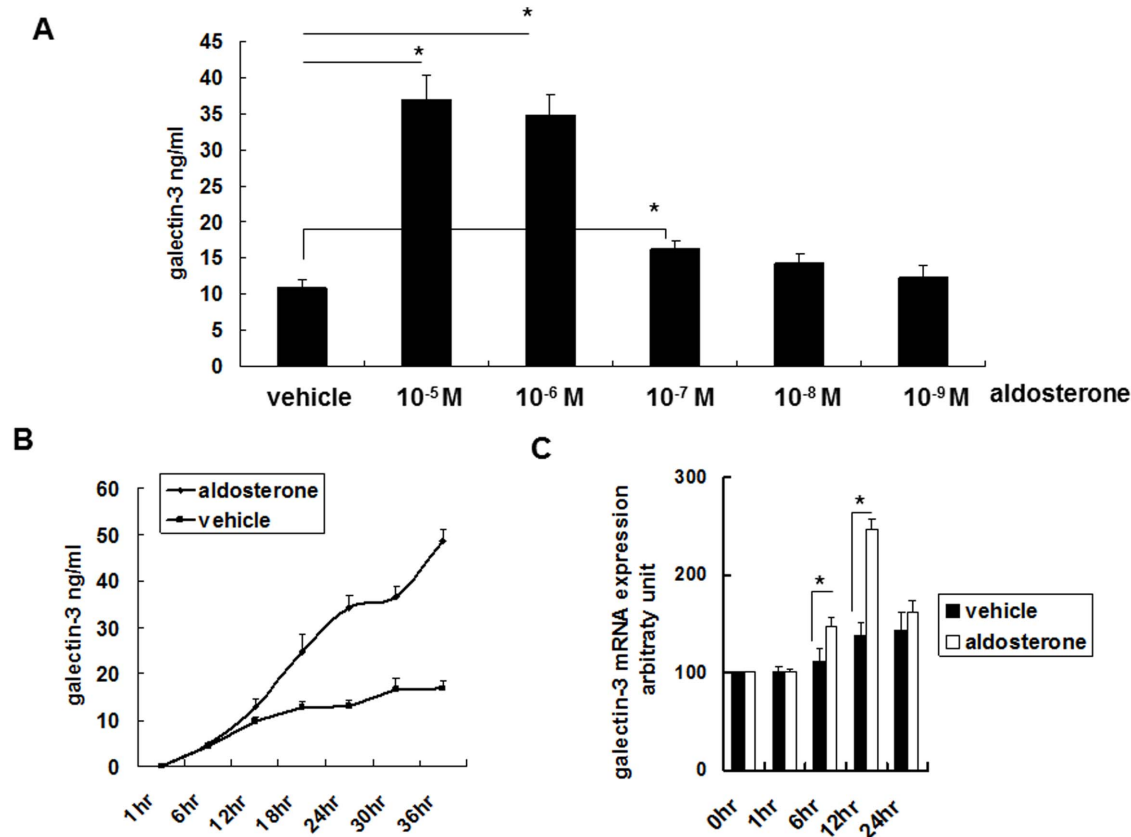 A
*
*
45
40
35
30
25
20
15
10
5
0
galectin-3 ng/ml
*
vehicle 10⁻⁵ M 10⁻⁶ M 10⁻⁷ M 10⁻⁸ M 10⁻⁹ M aldosterone
B
60
50
40
30
20
10
0
galectin-3 ng/ml
aldosterone
vehicle
1hr 6hr 12hr 18hr 24hr 30hr 36hr
C
300
200
100
0
galectin-3 mRNA expression
arbitraty unit
*
*
vehicle
aldosterone
0hr 1hr 6hr 12hr 24hr